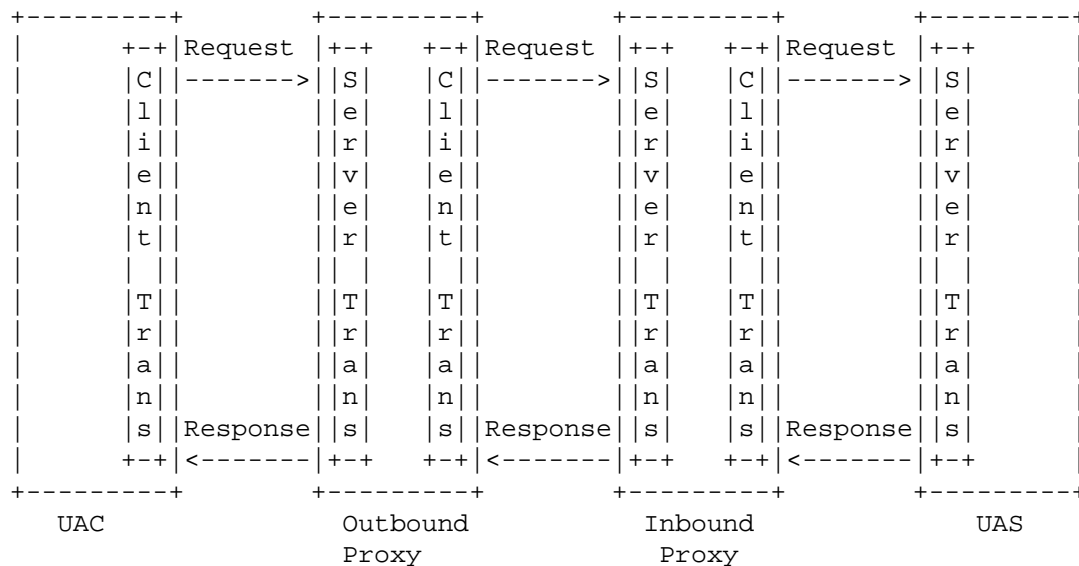 Request Request Request
Client Trans
Server Trans
Client Trans
Server Trans
Client Trans
Server Trans
Response Response Response
UAC Outbound Inbound UAS
Proxy Proxy